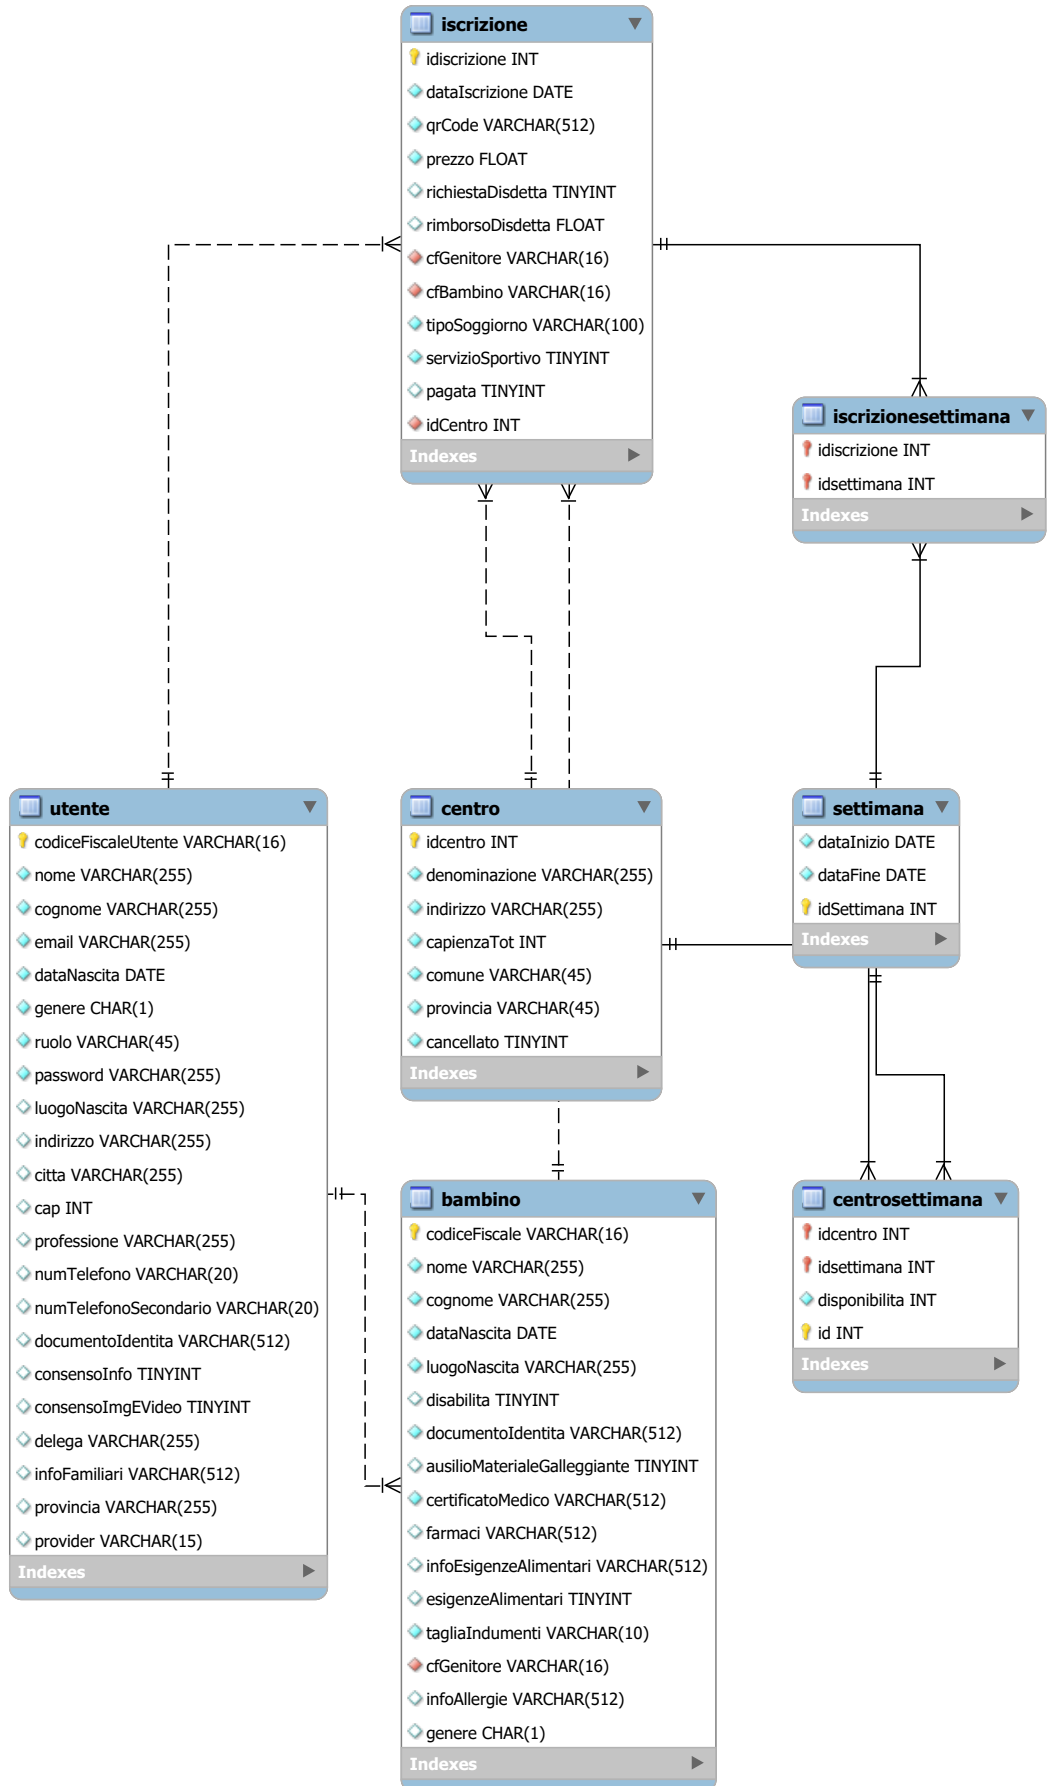 iscrizione
idiscrizione INT
dataIscrizione DATE
qrCode VARCHAR(512)
prezzo FLOAT
richiestaDisdetta TINYINT
rimborsoDisdetta FLOAT
cfGenitore VARCHAR(16)
cfBambino VARCHAR(16)
tipoSoggiorno VARCHAR(100)
servizioSportivo TINYINT
pagata TINYINT
idCentro INT
Indexes
iscrizionesettimana
idiscrizione INT
idsettimana INT
Indexes
utente
codiceFiscaleUtente VARCHAR(16)
nome VARCHAR(255)
cognome VARCHAR(255)
email VARCHAR(255)
dataNascita DATE
genere CHAR(1)
ruolo VARCHAR(45)
password VARCHAR(255)
luogoNascita VARCHAR(255)
indirizzo VARCHAR(255)
citta VARCHAR(255)
cap INT
professione VARCHAR(255)
numTelefono VARCHAR(20)
numTelefonoSecondario VARCHAR(20)
documentoIdentita VARCHAR(512)
consensoInfo TINYINT
consensoImgEVideo TINYINT
delega VARCHAR(255)
infoFamiliari VARCHAR(512)
provincia VARCHAR(255)
provider VARCHAR(15)
Indexes
centro
idcentro INT
denominazione VARCHAR(255)
indirizzo VARCHAR(255)
capienzaTot INT
comune VARCHAR(45)
provincia VARCHAR(45)
cancellato TINYINT
Indexes
settimana
dataInizio DATE
dataFine DATE
idSettimana INT
Indexes
bambino
codiceFiscale VARCHAR(16)
nome VARCHAR(255)
cognome VARCHAR(255)
dataNascita DATE
luogoNascita VARCHAR(255)
disabilita TINYINT
documentoIdentita VARCHAR(512)
ausilioMaterialeGalleggiante TINYINT
certificatoMedico VARCHAR(512)
farmaci VARCHAR(512)
infoEsigenzeAlimentari VARCHAR(512)
esigenzeAlimentari TINYINT
tagliaIndumenti VARCHAR(10)
cfGenitore VARCHAR(16)
infoAllergie VARCHAR(512)
genere CHAR(1)
Indexes
centrosettimana
idcentro INT
idsettimana INT
disponibilita INT
id INT
Indexes